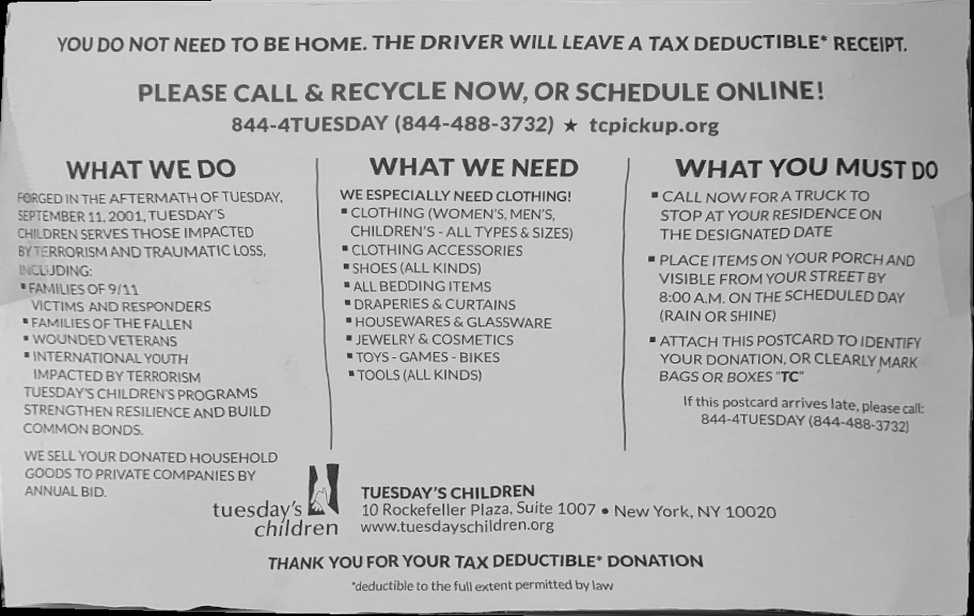 YOU DO NOT NEED TO BE HOME. THE DRIVER WILL LEAVE A TAX DEDUCTIBLE* RECEIPT.
PLEASE CALL & RECYCLE NOW, OR SCHEDULE ONLINE!
844-4TUESDAY (844-488-3732) ★ tcpickup.org
WHAT WE DO
FORGED IN THE AFTERMATH OF TUESDAY,
SEPTEMBER 11, 2001, TUESDAY'S
CHILDREN SERVES THOSE IMPACTED
BY TERRORISM AND TRAUMATIC LOSS,
INCLUDING:
▪ FAMILIES OF 9/11
VICTIMS AND RESPONDERS
▪ FAMILIES OF THE FALLEN
▪ WOUNDED VETERANS
▪ INTERNATIONAL YOUTH
IMPACTED BY TERRORISM
TUESDAY'S CHILDREN'S PROGRAMS
STRENGTHEN RESILIENCE AND BUILD
COMMON BONDS.
WE SELL YOUR DONATED HOUSEHOLD
GOODS TO PRIVATE COMPANIES BY
ANNUAL BID.
WHAT WE NEED
WE ESPECIALLY NEED CLOTHING!
▪ CLOTHING (WOMEN'S, MEN'S,
CHILDREN'S - ALL TYPES & SIZES)
▪ CLOTHING ACCESSORIES
▪ SHOES (ALL KINDS)
▪ ALL BEDDING ITEMS
▪ DRAPERIES & CURTAINS
▪ HOUSEWARES & GLASSWARE
▪ JEWELRY & COSMETICS
▪ TOYS - GAMES - BIKES
▪ TOOLS (ALL KINDS)
WHAT YOU MUST DO
▪ CALL NOW FOR A TRUCK TO
STOP AT YOUR RESIDENCE ON
THE DESIGNATED DATE
▪ PLACE ITEMS ON YOUR PORCH AND
VISIBLE FROM YOUR STREET BY
8:00 A.M. ON THE SCHEDULED DAY
(RAIN OR SHINE)
▪ ATTACH THIS POSTCARD TO IDENTIFY
YOUR DONATION, OR CLEARLY MARK
BAGS OR BOXES "TC"
If this postcard arrives late, please call:
844-4TUESDAY (844-488-3732)
tuesday's
children
TUESDAY'S CHILDREN
10 Rockefeller Plaza, Suite 1007 • New York, NY 10020
www.tuesdayschildren.org
THANK YOU FOR YOUR TAX DEDUCTIBLE* DONATION
*deductible to the full extent permitted by law